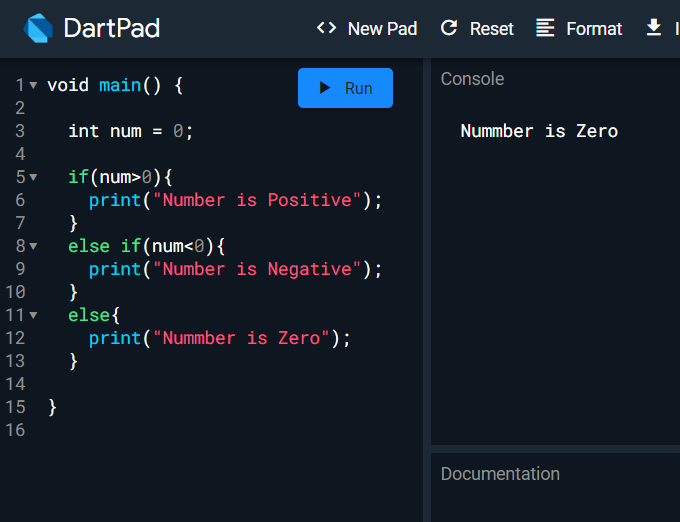 DartPad
<> New Pad Reset Format
Run
Console
1 void main() {
2
3 int num = 0;
4
5 if(num>0){
6 print("Number is Positive");
7 }
8 else if(num<0){
9 print("Number is Negative");
10 }
11 else{
12 print("Nummber is Zero");
13 }
14
15 }
16
Nummber is Zero
Documentation